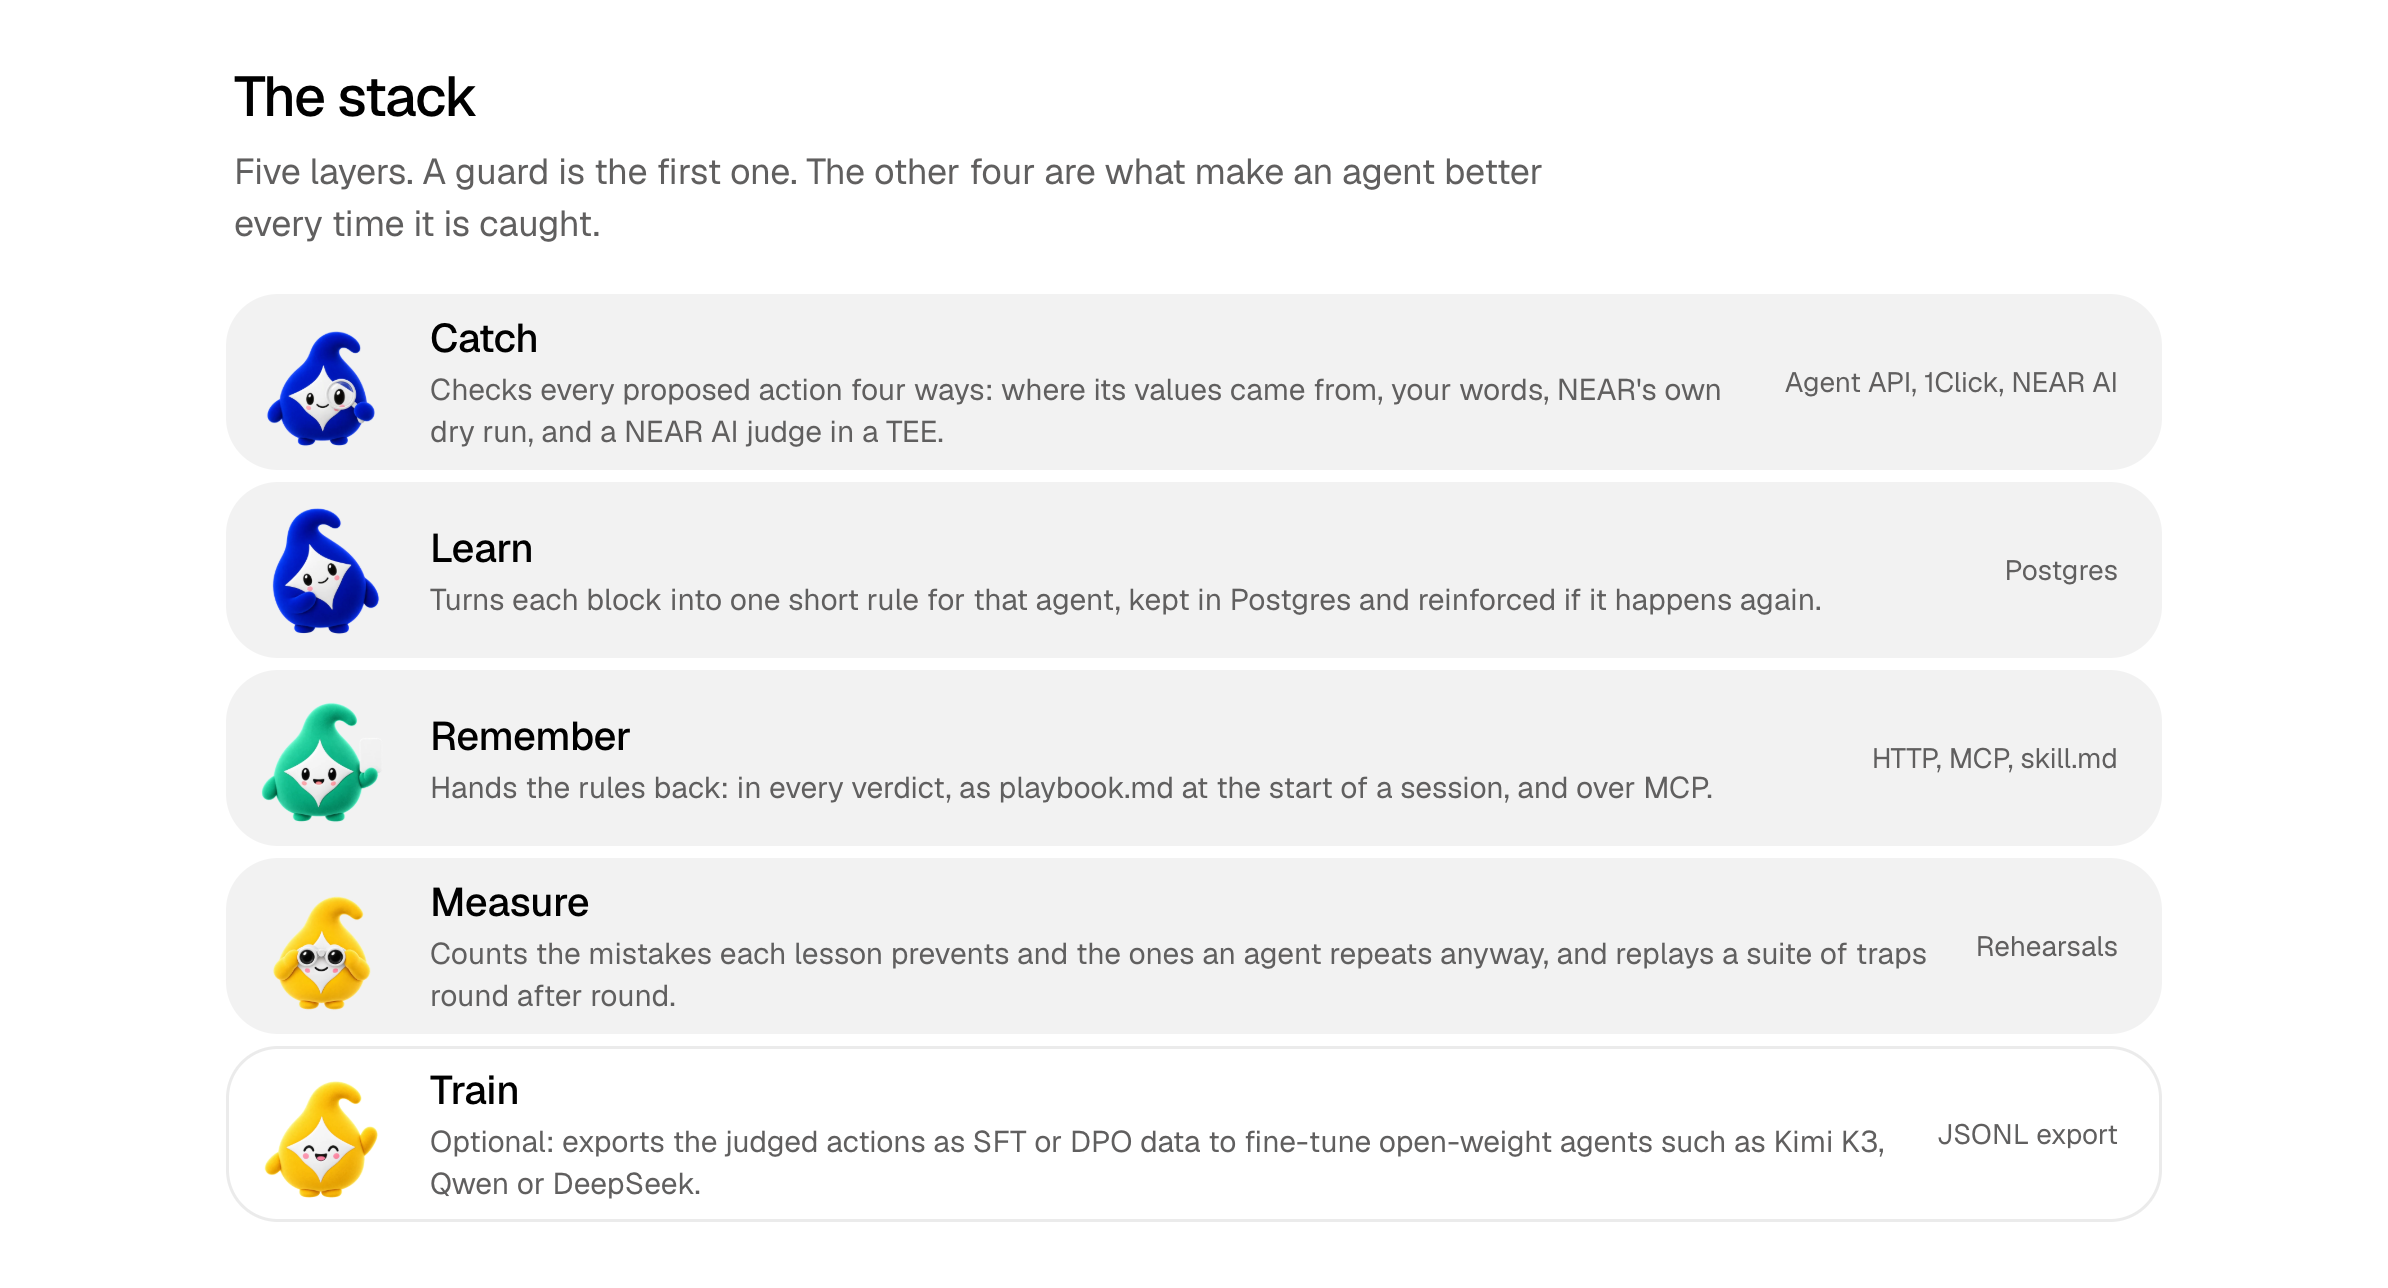 The stack
Five layers. A guard is the first one. The other four are what make an agent better
every time it is caught.
Catch
Checks every proposed action four ways: where its values came from, your words, NEAR's own
dry run, and a NEAR AI judge in a TEE.
Agent API, 1Click, NEAR AI
Learn
Turns each block into one short rule for that agent, kept in Postgres and reinforced if it happens again.
Postgres
Remember
Hands the rules back: in every verdict, as playbook.md at the start of a session, and over MCP.
HTTP, MCP, skill.md
Measure
Counts the mistakes each lesson prevents and the ones an agent repeats anyway, and replays a suite of traps
round after round.
Rehearsals
Train
Optional: exports the judged actions as SFT or DPO data to fine-tune open-weight agents such as Kimi K3,
Qwen or DeepSeek.
JSONL export